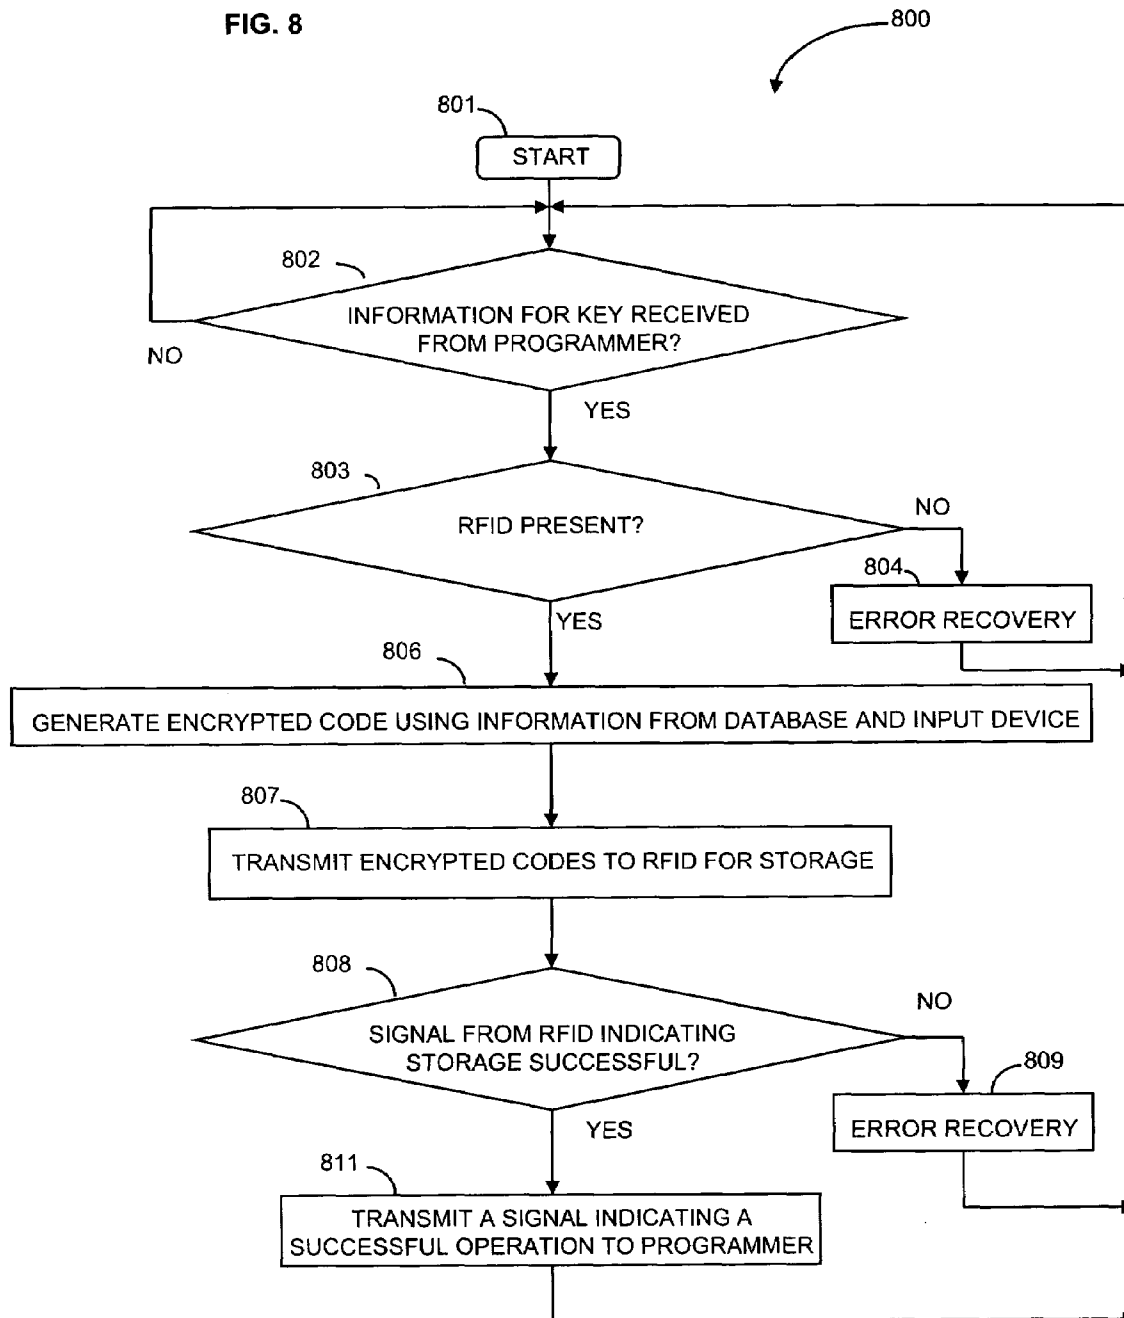 FIG. 8
800
801
START
802
INFORMATION FOR KEY RECEIVED
FROM PROGRAMMER?
NO
YES
803
RFID PRESENT?
NO
804
ERROR RECOVERY
YES
806
GENERATE ENCRYPTED CODE USING INFORMATION FROM DATABASE AND INPUT DEVICE
807
TRANSMIT ENCRYPTED CODES TO RFID FOR STORAGE
808
SIGNAL FROM RFID INDICATING
STORAGE SUCCESSFUL?
NO
809
ERROR RECOVERY
YES
811
TRANSMIT A SIGNAL INDICATING A
SUCCESSFUL OPERATION TO PROGRAMMER